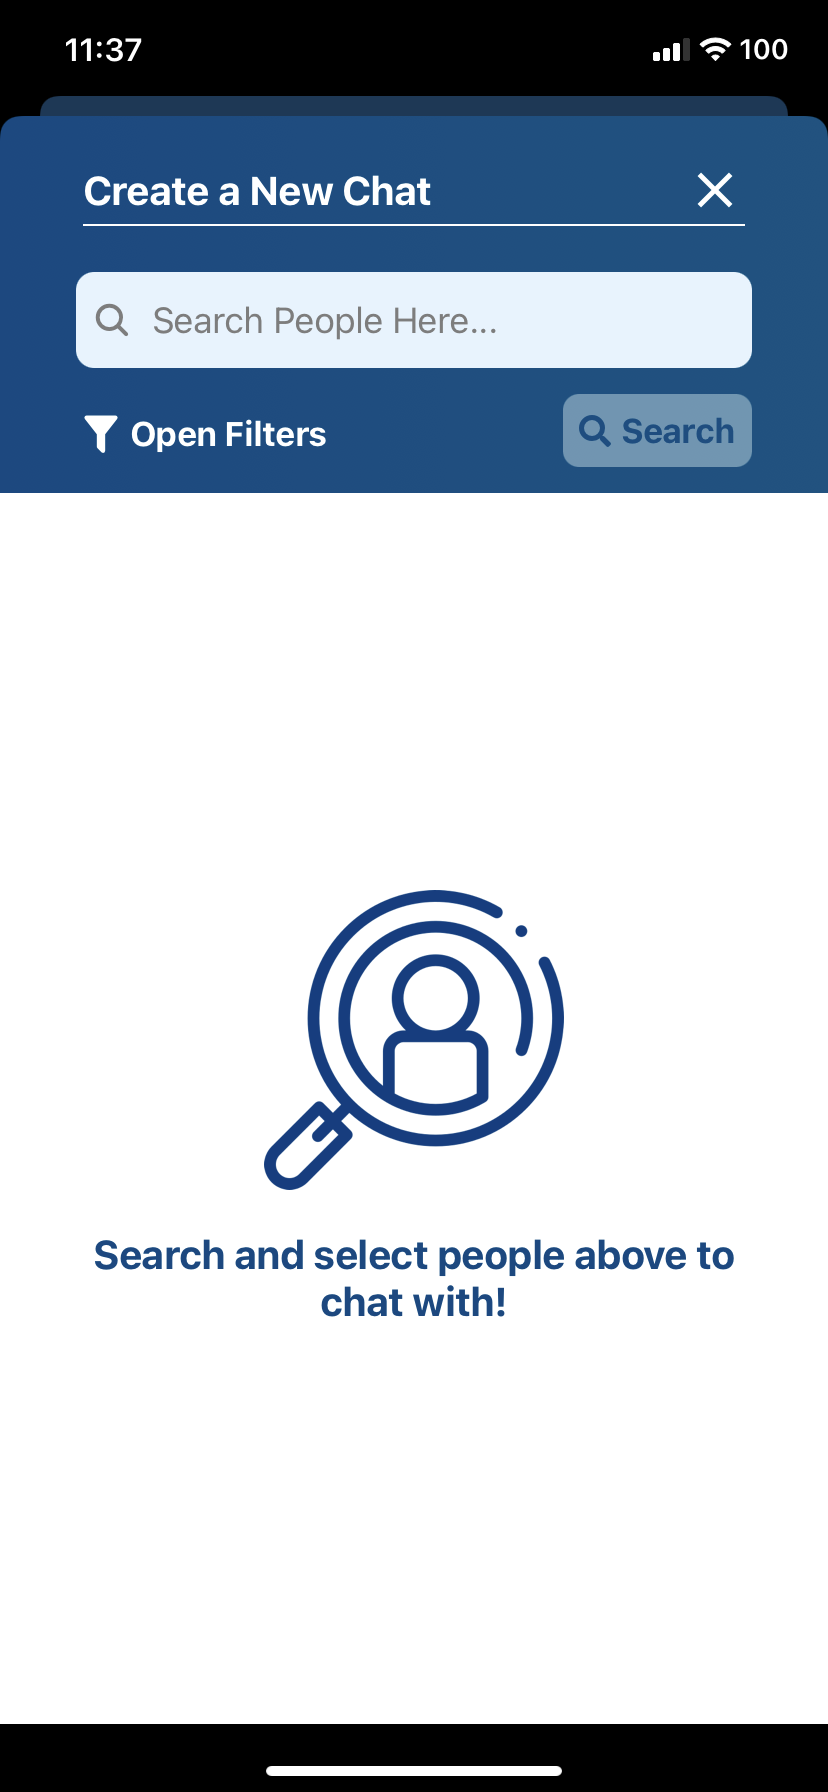 11:37
100
Create a New Chat
Search People Here...
Open Filters
Search
Search and select people above to
chat with!